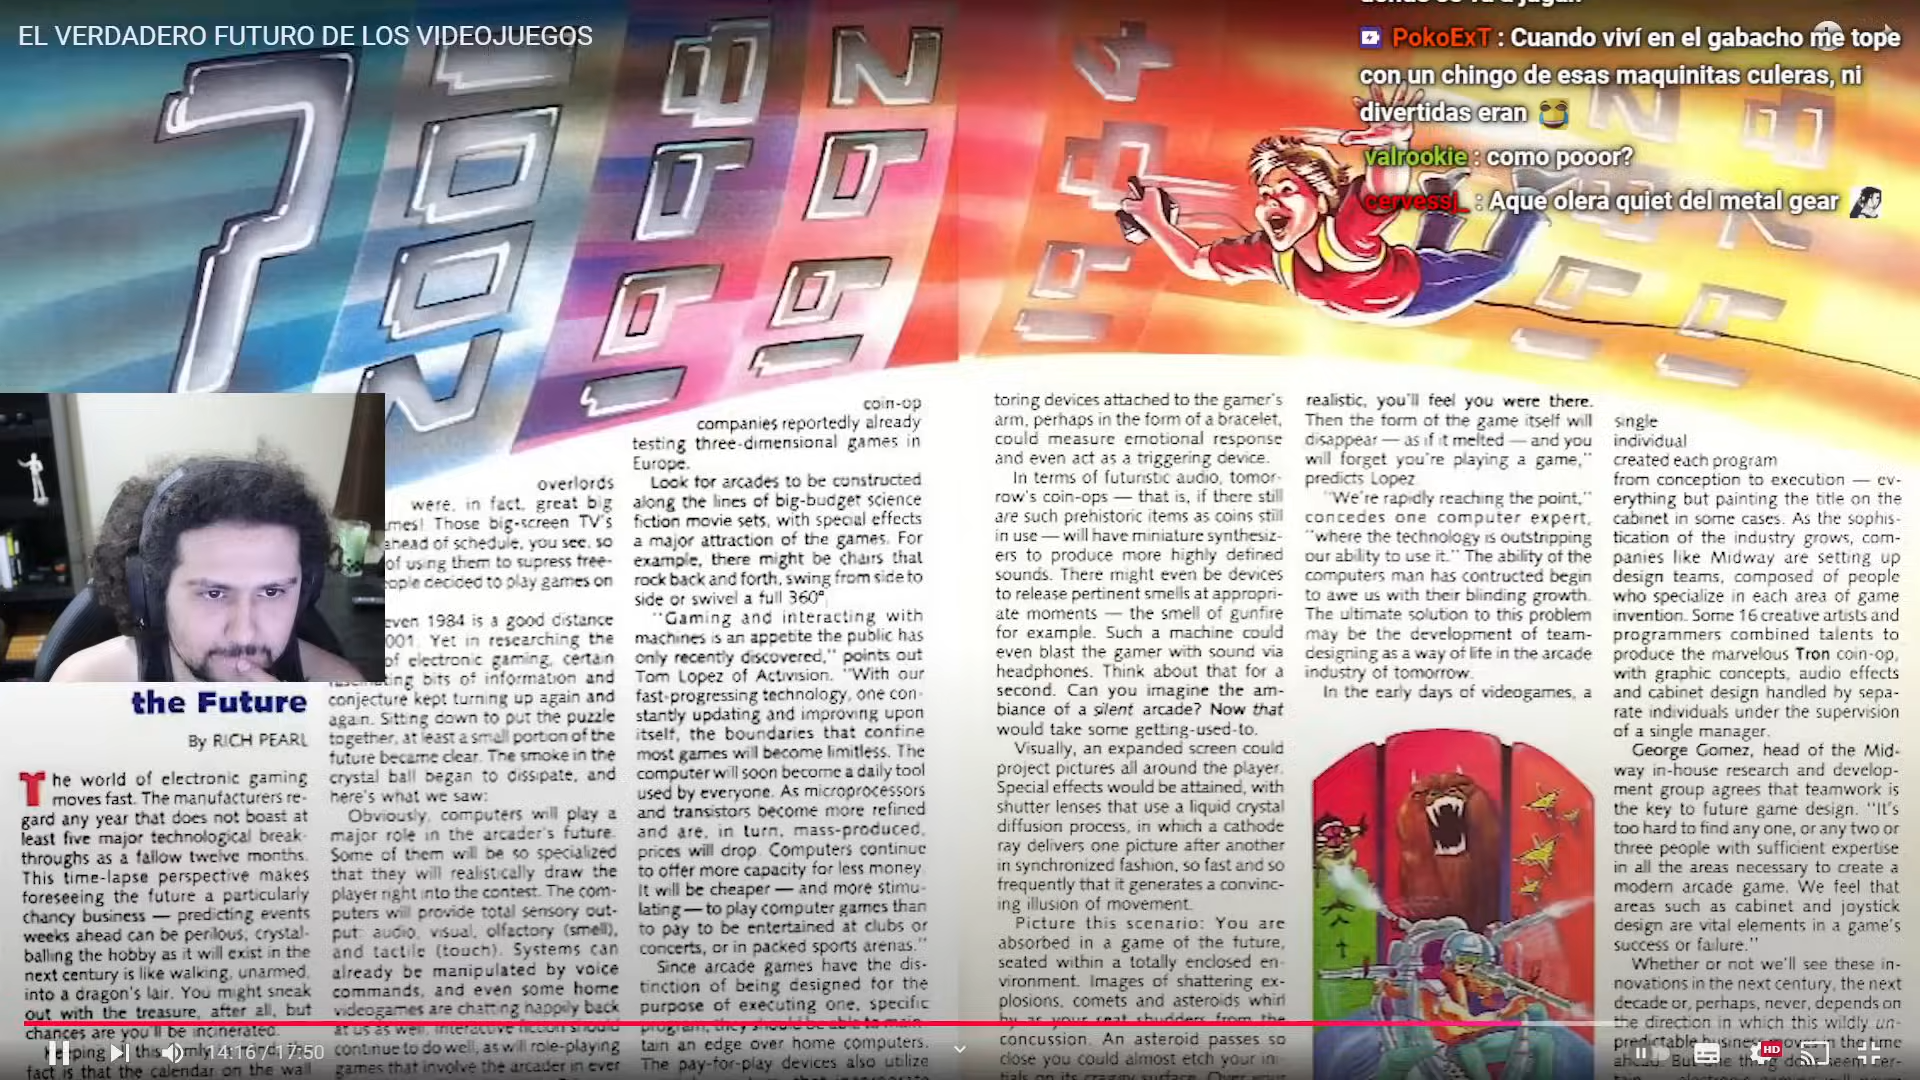 EL VERDADERO FUTURO DE LOS VIDEOJUEGOS
PokoExT : Cuando viví en el gabacho me tope
con un chingo de esas maquinitas culeras, ni
divertidas eran
valrookie : como pooor?
cervessj_ : Aque olera quiet del metal gear
the Future
By RICH PEARL
The world of electronic gaming
moves fast. The manufacturers re-
gard any year that does not boast at
least five major technological break-
throughs as a fallow twelve months.
This time-lapse perspective makes
foreseeing the future a particularly
chancy business — predicting events
weeks ahead can be perilous, crystal-
balling the hobby as it will exist in the
next century is like walking, unarmed,
into a dragon's lair. You might sneak
out with the treasure, after all, but
chances are you'll be incinerated.
fact is that the calendar on the wall
overlords
were, in fact, great big
Those big-screen TV's
ahead of schedule, you see, so
of using them to supress free-
decided to play games on
even 1984 is a good distance
Yet in researching the
of electronic gaming, certain
bits of information and
conjecture kept turning up again and
again. Sitting down to put the puzzle
together, at least a small portion of the
future became clear. The smoke in the
crystal ball began to dissipate, and
here's what we saw:
Obviously, computers will play a
major role in the arcader's future.
Some of them will be so specialized
that they will realistically draw the
player right into the contest. The com-
puters will provide total sensory out-
put: audio, visual, olfactory (smell),
and tactile (touch). Systems can
already be manipulated by voice
commands, and even some home
videogames are chatting happily back
at us as well. Interactive fiction should
continue to do well, as will role-playing
games that involve the arcader in ever
coin-op
companies reportedly already
testing three-dimensional games in
Europe.
Look for arcades to be constructed
along the lines of big-budget science
fiction movie sets, with special effects
a major attraction of the games. For
example, there might be chairs that
rock back and forth, swing from side to
side or swivel a full 360°.
"Gaming and interacting with
machines is an appetite the public has
only recently discovered," points out
Tom Lopez of Activision. "With our
fast-progressing technology, one con-
stantly updating and improving upon
itself, the boundaries that confine
most games will become limitless. The
computer will soon become a daily tool
used by everyone. As microprocessors
and transistors become more refined
and are, in turn, mass-produced,
prices will drop. Computers continue
to offer more capacity for less money.
It will be cheaper — and more stimu-
lating — to play computer games than
to pay to be entertained at clubs or
concerts, or in packed sports arenas."
Since arcade games have the dis-
tinction of being designed for the
purpose of executing one, specific
program, they should be able to main-
tain an edge over home computers.
The pay-for-play devices also utilize
toring devices attached to the gamer's
arm, perhaps in the form of a bracelet,
could measure emotional response
and even act as a triggering device.
In terms of futuristic audio, tomor-
row's coin-ops — that is, if there still
are such prehistoric items as coins still
in use — will have miniature synthesiz-
ers to produce more highly defined
sounds. There might even be devices
to release pertinent smells at appropri-
ate moments — the smell of gunfire
for example. Such a machine could
even blast the gamer with sound via
headphones. Think about that for a
second. Can you imagine the am-
biance of a silent arcade? Now that
would take some getting-used-to.
Visually, an expanded screen could
project pictures all around the player.
Special effects would be attained, with
shutter lenses that use a liquid crystal
diffusion process, in which a cathode
ray delivers one picture after another
in synchronized fashion, so fast and so
frequently that it generates a convinc-
ing illusion of movement.
Picture this scenario: You are
absorbed in a game of the future,
seated within a totally enclosed en-
vironment. Images of shattering ex-
plosions, comets and asteroids whirl
by as your seat shudders from the
concussion. An asteroid passes so
close you could almost etch your ini-
tials on its craggy surface. Over your
realistic, you'll feel you were there.
Then the form of the game itself will
disappear — as if it melted — and you
will forget you're playing a game,"
predicts Lopez.
"We're rapidly reaching the point,"
concedes one computer expert,
"where the technology is outstripping
our ability to use it." The ability of the
computers man has contructed begin
to awe us with their blinding growth.
The ultimate solution to this problem
may be the development of team-
designing as a way of life in the arcade
industry of tomorrow.
In the early days of videogames, a
single
individual
created each program
from conception to execution — ev-
erything but painting the title on the
cabinet in some cases. As the sophis-
tication of the industry grows, com-
panies like Midway are setting up
design teams, composed of people
who specialize in each area of game
invention. Some 16 creative artists and
programmers combined talents to
produce the marvelous Tron coin-op,
with graphic concepts, audio effects
and cabinet design handled by sepa-
rate individuals under the supervision
of a single manager.
George Gomez, head of the Mid-
way in-house research and develop-
ment group agrees that teamwork is
the key to future game design. "It's
too hard to find any one, or any two or
three people with sufficient expertise
in all the areas necessary to create a
modern arcade game. We feel that
areas such as cabinet and joystick
design are vital elements in a game's
success or failure."
Whether or not we'll see these in-
novations in the next century, the next
decade or, perhaps, never, depends on
the direction in which this wildly un-
predictable business moves in the time
ahead.
14:16 / 17:50
HD